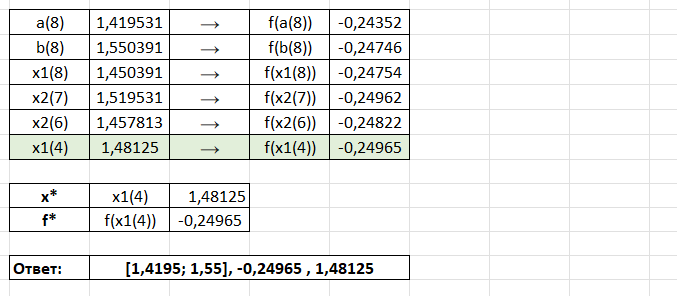 a(8) 1,419531 → f(a(8)) -0,24352
b(8) 1,550391 → f(b(8)) -0,24746
x1(8) 1,450391 → f(x1(8)) -0,24754
x2(7) 1,519531 → f(x2(7)) -0,24962
x2(6) 1,457813 → f(x2(6)) -0,24822
x1(4) 1,48125 → f(x1(4)) -0,24965
x* x1(4) 1,48125
f* f(x1(4)) -0,24965
Ответ: [1,4195; 1,55], -0,24965 , 1,48125